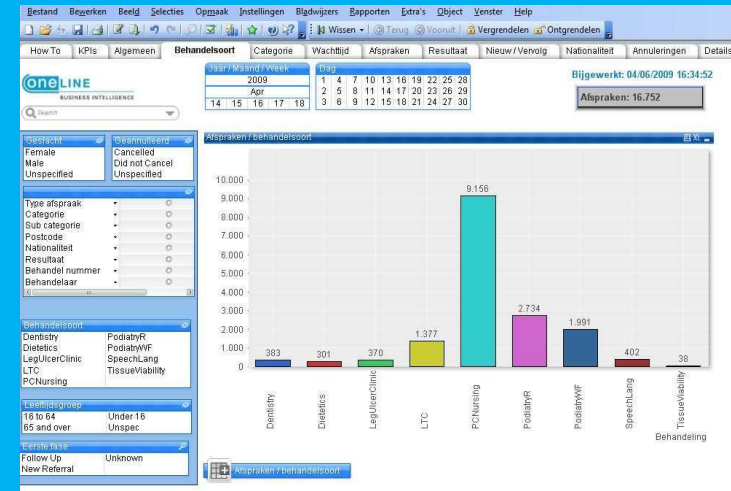 Bestand Bewerken Beeld Selecties Opmaak Instellingen Bladwijzers Rapporten Extra's Object Venster Help
Wissen Terug Vooruit Vergrendelen Ontgrendelen
How To KPIs Algemeen Behandelsoort Categorie Wachttijd Afspraken Resultaat Nieuw / Vervolg Nationaliteit Annuleringen Details
Jaar / Maand / Week
2009
Apr
14 15 16 17 18
Dag
1 4 7 10 13 16 19 22 25 28
2 5 8 11 14 17 20 23 26 29
3 6 9 12 15 18 21 24 27 30
Bijgewerkt: 04/06/2009 16:34:52
Afspraken: 16.752
ONE LINE
BUSINESS INTELLIGENCE
Search
Geslacht
Female
Male
Unspecified
Geannuleerd
Cancelled
Did not Cancel
Unspecified
Type afspraak
Categorie
Sub categorie
Postcode
Nationaliteit
Resultaat
Behandel nummer
Behandelaar
Behandelsoort
Dentistry PodiatryR
Dietetics PodiatryWF
LegUlcerClinic SpeechLang
LTC TissueViability
PCNursing
Leeftijdsgroep
16 to 64 Under 16
65 and over Unspec
Eerste fase
Follow Up Unknown
New Referral
Afspraken / behandelsoort XL
10.000
9.000
8.000
7.000
6.000
5.000
4.000
3.000
2.000
1.000
0
383 301 370 1.377 9.156 2.734 1.991 402 38
Dentistry Dietetics LegUlcerClinic LTC PCNursing PodiatryR PodiatryWF SpeechLang TissueViability
Behandeling
Afspraken / behandelsoort